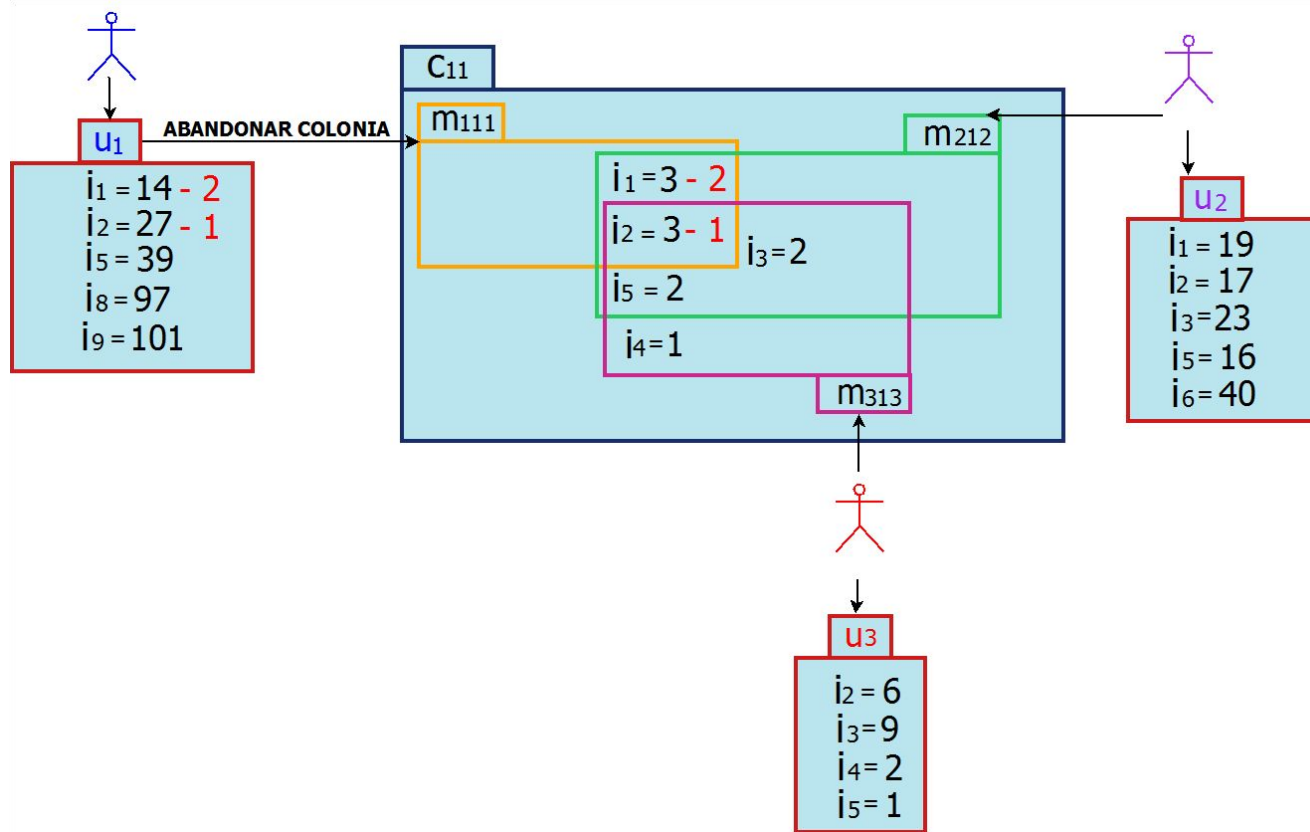 C11
m111
ABANDONAR COLONIA
u1
m212
i1 = 14 - 2
i2 = 27 - 1
i5 = 39
i8 = 97
i9 = 101
i1 = 3 - 2
i2 = 3 - 1
i3 = 2
i5 = 2
i4 = 1
m313
u2
i1 = 19
i2 = 17
i3 = 23
i5 = 16
i6 = 40
u3
i2 = 6
i3 = 9
i4 = 2
i5 = 1